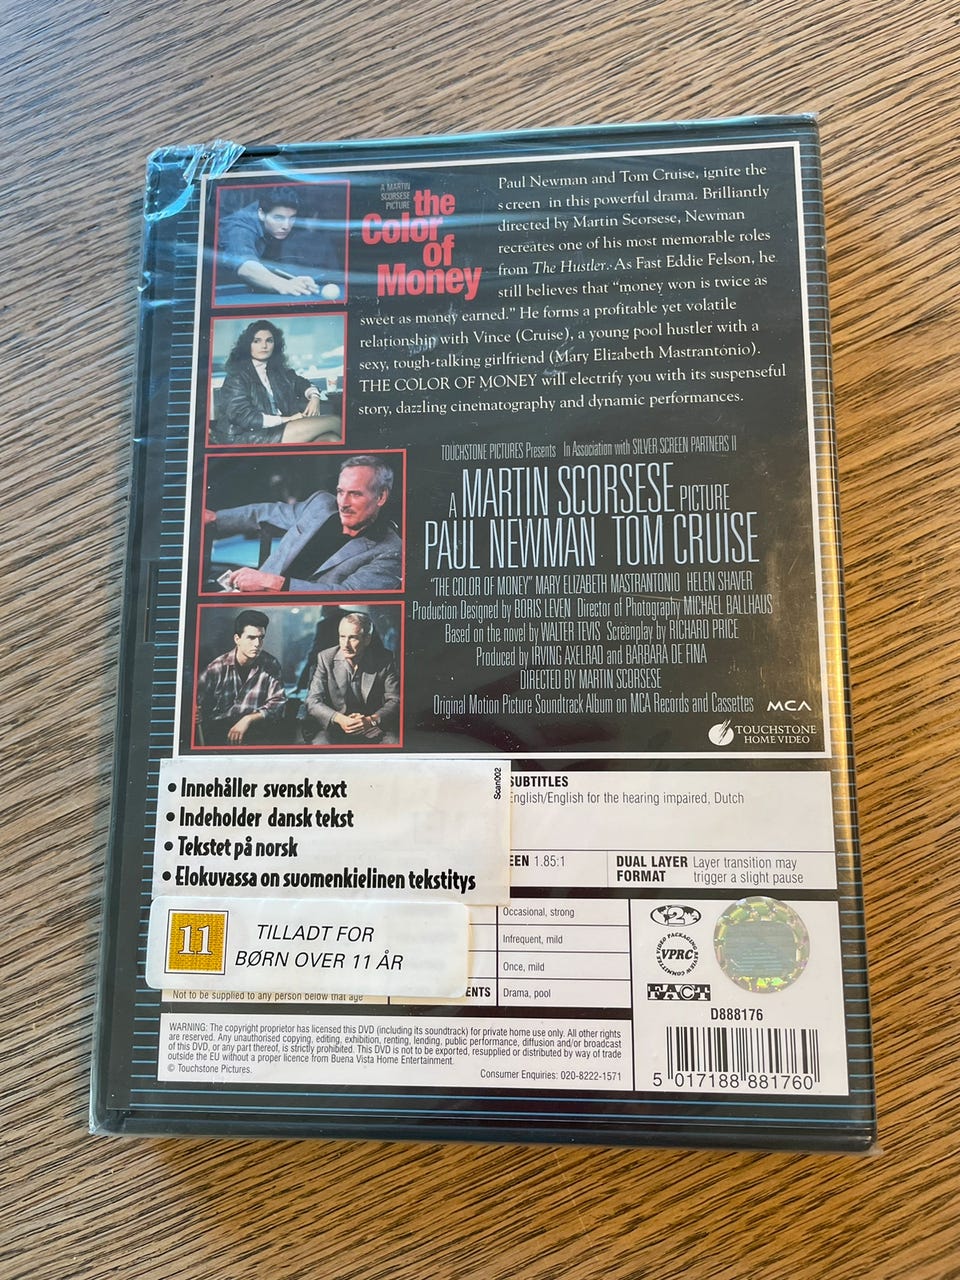 A MARTIN
SCORSESE
PICTURE
the
Color
of
Money
Paul Newman and Tom Cruise, ignite the
screen in this powerful drama. Brilliantly
directed by Martin Scorsese, Newman
recreates one of his most memorable roles
from The Hustler. As Fast Eddie Felson, he
still believes that “money won is twice as
sweet as money earned.” He forms a profitable yet volatile
relationship with Vince (Cruise), a young pool hustler with a
sexy, tough-talking girlfriend (Mary Elizabeth Mastrantonio).
THE COLOR OF MONEY will electrify you with its suspenseful
story, dazzling cinematography and dynamic performances.
TOUCHSTONE PICTURES Presents In Association with SILVER SCREEN PARTNERS II
A MARTIN SCORSESE PICTURE
PAUL NEWMAN TOM CRUISE
“THE COLOR OF MONEY” MARY ELIZABETH MASTRANTONIO HELEN SHAVER
Production Designed by BORIS LEVEN Director of Photography MICHAEL BALLHAUS
Based on the novel by WALTER TEVIS Screenplay by RICHARD PRICE
Produced by IRVING AXELRAD and BARBARA DE FINA
DIRECTED BY MARTIN SCORSESE
Original Motion Picture Soundtrack Album on MCA Records and Cassettes MCA
TOUCHSTONE
HOME VIDEO
• Innehåller svensk text
• Indeholder dansk tekst
• Tekstet på norsk
• Elokuvassa on suomenkielinen tekstitys
Scan002
SUBTITLES
English/English for the hearing impaired, Dutch
EEN 1.85:1
DUAL LAYER FORMAT Layer transition may
trigger a slight pause
11
TILLADT FOR
BØRN OVER 11 ÅR
Occasional, strong
Infrequent, mild
Once, mild
ENTS Drama, pool
Not to be supplied to any person below that age
2
VIDEO PACKAGING REVIEW COMMITTEE
VPRC
FACT
D888176
5 017188 881760
WARNING: The copyright proprietor has licensed this DVD (including its soundtrack) for private home use only. All other rights
are reserved. Any unauthorised copying, editing, exhibition, renting, lending, public performance, diffusion and/or broadcast
of this DVD, or any part thereof, is strictly prohibited. This DVD is not to be exported, resupplied or distributed by way of trade
outside the EU without a proper licence from Buena Vista Home Entertainment.
© Touchstone Pictures.
Consumer Enquiries: 020-8222-1571